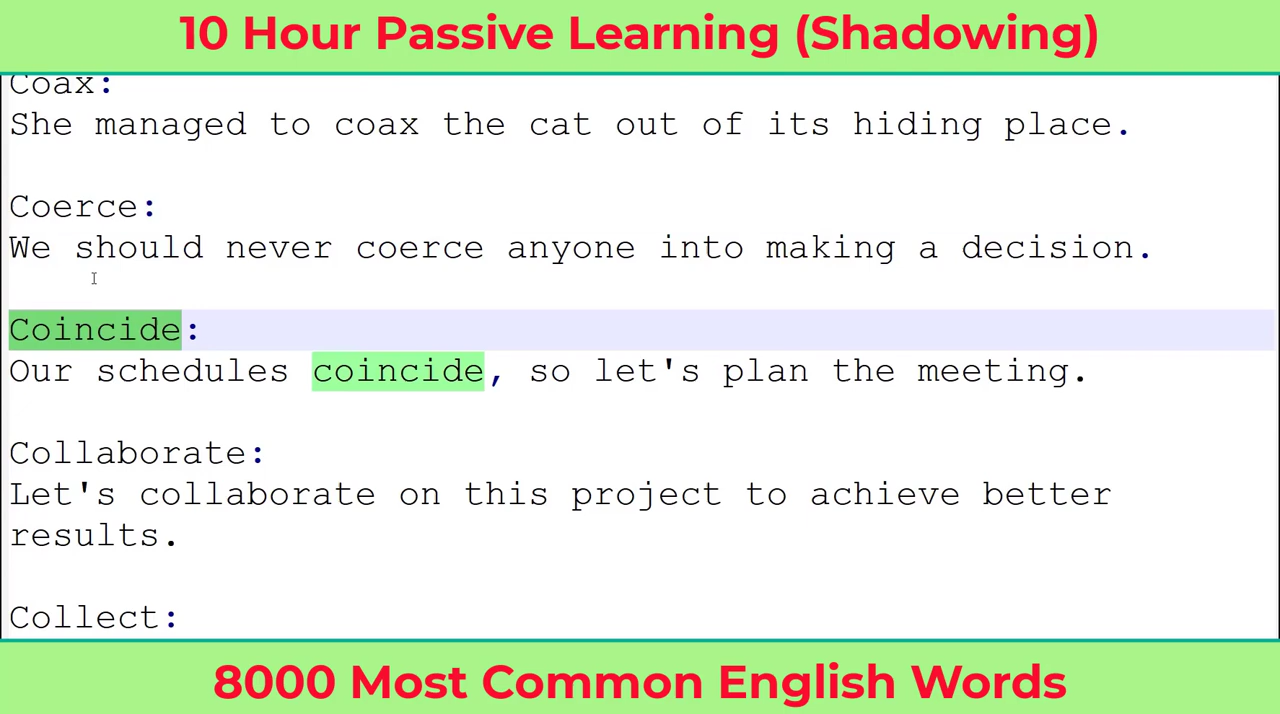 10 Hour Passive Learning (Shadowing)
Coax:
She managed to coax the cat out of its hiding place.
Coerce:
We should never coerce anyone into making a decision.
Coincide:
Our schedules coincide, so let's plan the meeting.
Collaborate:
Let's collaborate on this project to achieve better
results.
Collect:
8000 Most Common English Words